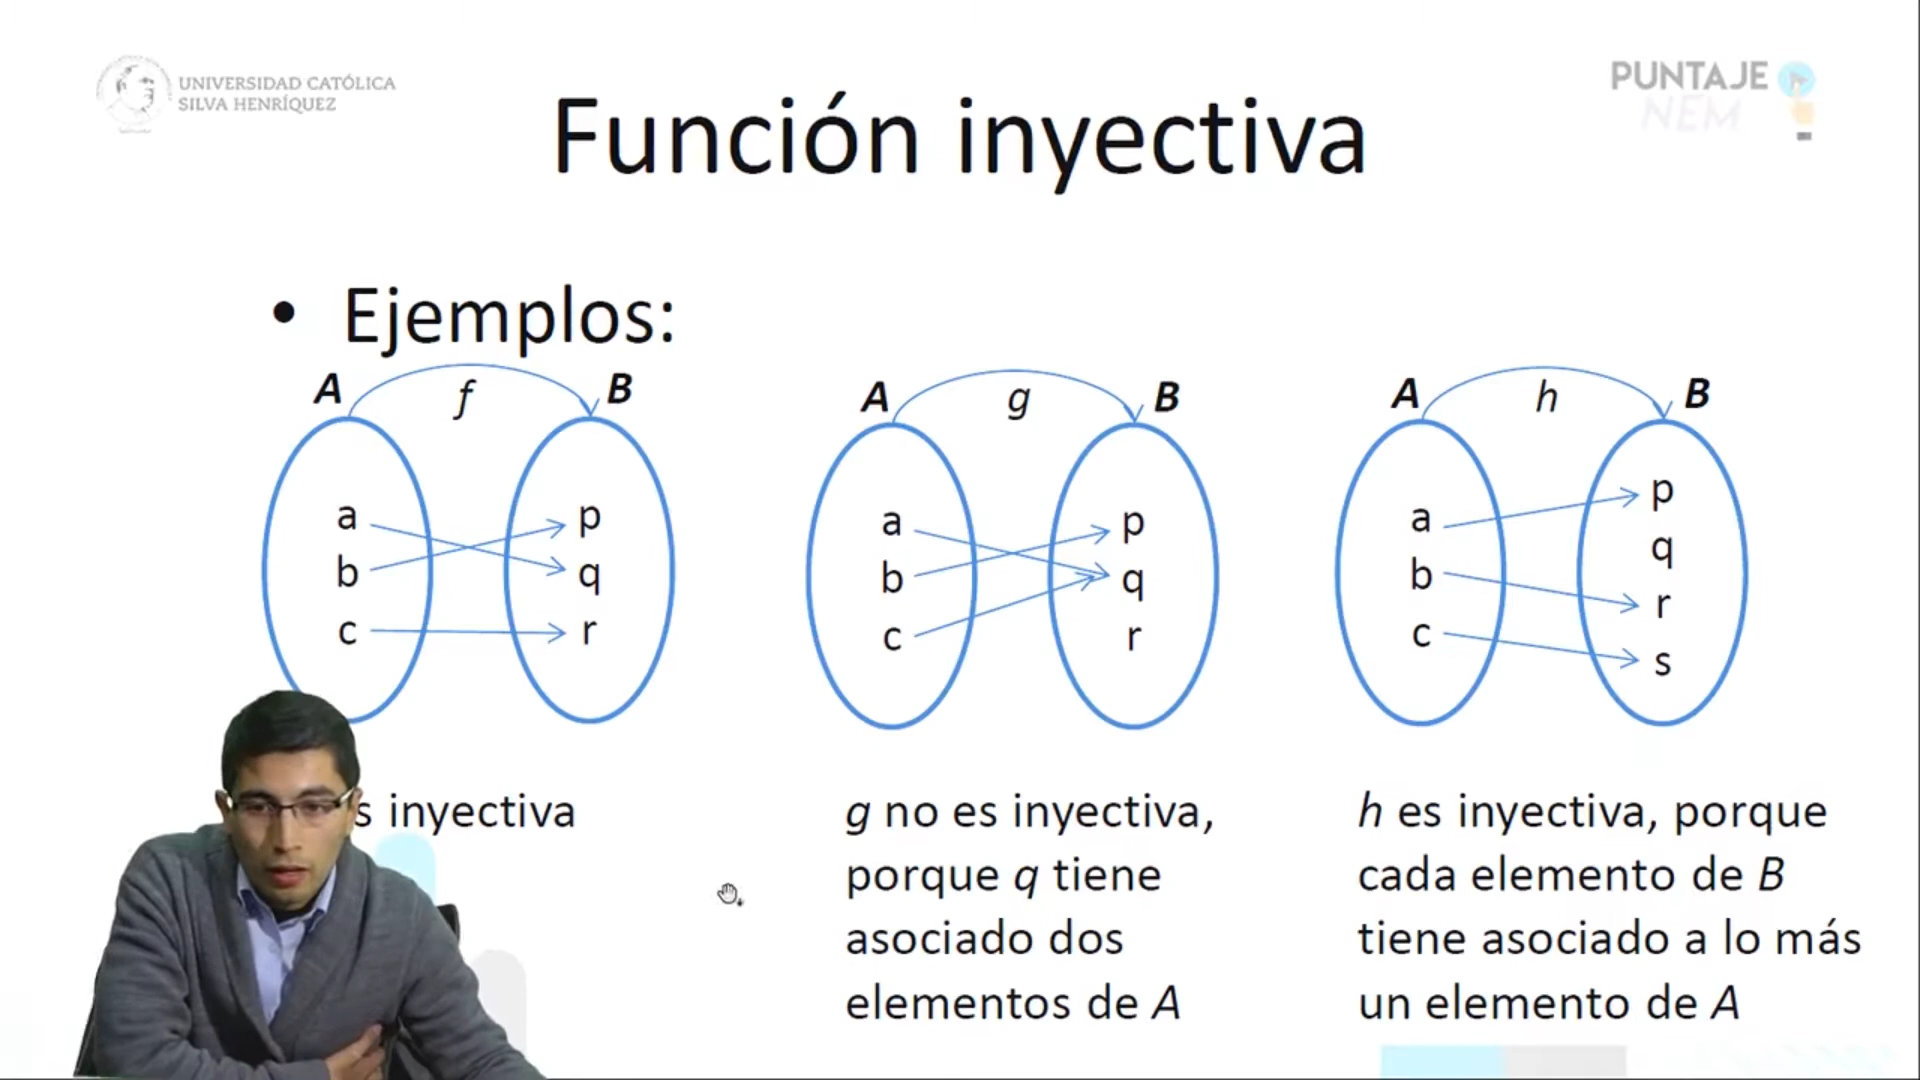 UNIVERSIDAD CATÓLICA
SILVA HENRÍQUEZ
PUNTAJE
NEM
Función inyectiva
• Ejemplos:
A f B
a p
b q
c r
s inyectiva
A g B
a p
b q
c r
g no es inyectiva,
porque q tiene
asociado dos
elementos de A
A h B
p
a
q
b
r
c
s
h es inyectiva, porque
cada elemento de B
tiene asociado a lo más
un elemento de A